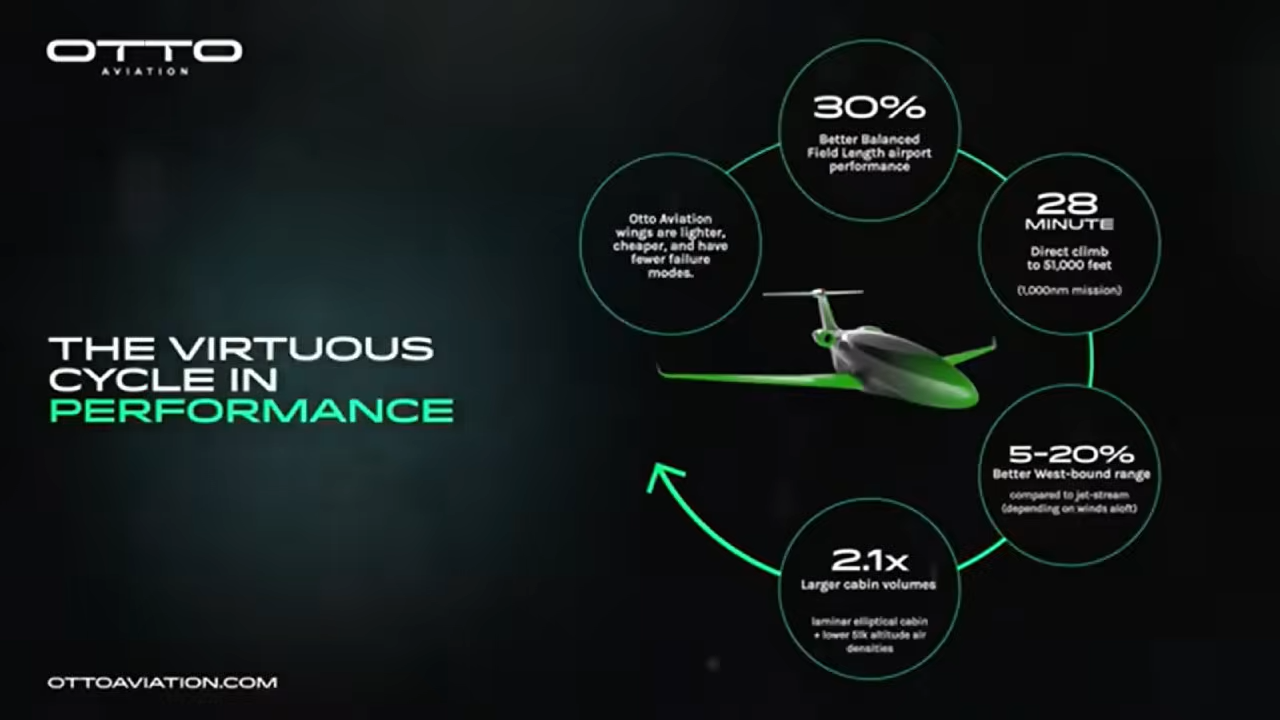 OTTO
AVIATION
THE VIRTUOUS
CYCLE IN
PERFORMANCE
OTTOAVIATION.COM
Otto Aviation
wings are lighter,
cheaper, and have
fewer failure
modes.
30%
Better Balanced
Field Length airport
performance
28
MINUTE
Direct climb
to 51,000 feet
(1,000nm mission)
5-20%
Better West-bound range
compared to jet-stream
(depending on winds aloft)
2.1x
Larger cabin volumes
laminar elliptical cabin
+ lower 51k altitude air
densities